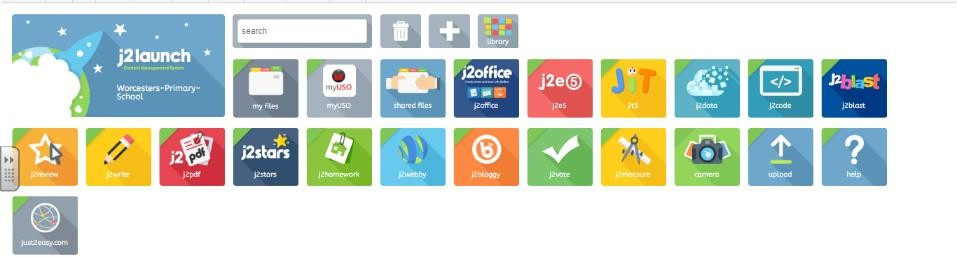 j2launch
Content Management System
Worcesters-Primary-
School
search
library
my files
myUSO
myUSO
shared files
j2office
j2office
j2e5
j2e5
JiT
jit5
j2data
</>
j2code
J2blast
j2blast
j2review
j2write
j2 pdf
j2pdf
j2stars
j2stars
j2homework
j2webby
b
j2bloggy
j2vote
j2measure
camera
upload
?
help
just2easy.com